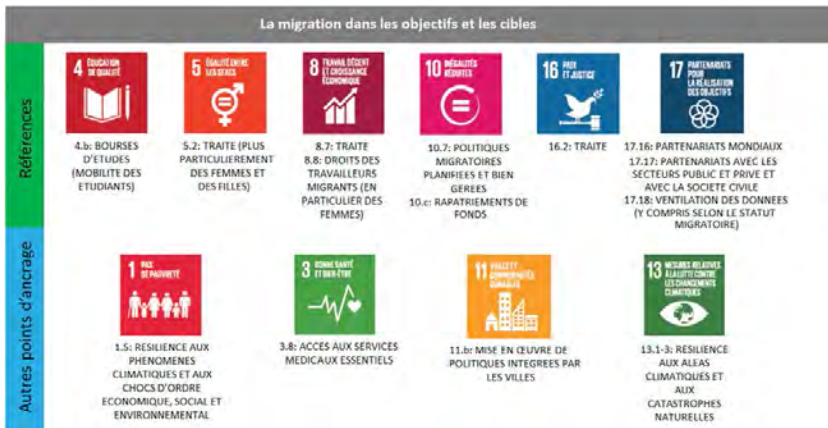 La migration dans les objectifs et les cibles
Références
4 ÉDUCATION
DE QUALITÉ
4.b: BOURSES
D'ETUDES
(MOBILITE DES
ETUDIANTS)
5 ÉGALITÉ ENTRE
LES SEXES
5.2: TRAITE (PLUS
PARTICULIEREMENT
DES FEMMES ET
DES FILLES)
8 TRAVAIL DÉCENT
ET CROISSANCE
ÉCONOMIQUE
8.7: TRAITE
8.8: DROITS DES
TRAVAILLEURS
MIGRANTS (EN
PARTICULIER DES
FEMMES)
10 INÉGALITÉS
RÉDUITES
10.7: POLITIQUES
MIGRATOIRES
PLANIFIEES ET BIEN
GEREES
10.c: RAPATRIEMENTS DE
FONDS
16 PAIX
ET JUSTICE
16.2: TRAITE
17 PARTENARIATS
POUR
LA RÉALISATION
DES OBJECTIFS
17.16: PARTENARIATS MONDIAUX
17.17: PARTENARIATS AVEC LES
SECTEURS PUBLIC ET PRIVE ET
AVEC LA SOCIETE CIVILE
17.18: VENTILATION DES DONNEES
(Y COMPRIS SELON LE STATUT
MIGRATOIRE)
Autres points d'ancrage
1 PAS
DE PAUVRETÉ
1.5: RESILIENCE AUX
PHENOMENES
CLIMATIQUES ET AUX
CHOCS D'ORDRE
ECONOMIQUE, SOCIAL ET
ENVIRONNEMENTAL
3 BONNE SANTÉ
ET BIEN-ÊTRE
3.8: ACCES AUX SERVICES
MEDICAUX ESSENTIELS
11 VILLES ET
COMMUNAUTÉS
DURABLES
11.b: MISE EN ŒUVRE DE
POLITIQUES INTEGREES PAR
LES VILLES
13 MESURES RELATIVES
À LA LUTTE CONTRE
LES CHANGEMENTS
CLIMATIQUES
13.1-3: RESILIENCE
AUX ALEAS
CLIMATIQUES ET
AUX
CATASTROPHES
NATURELLES